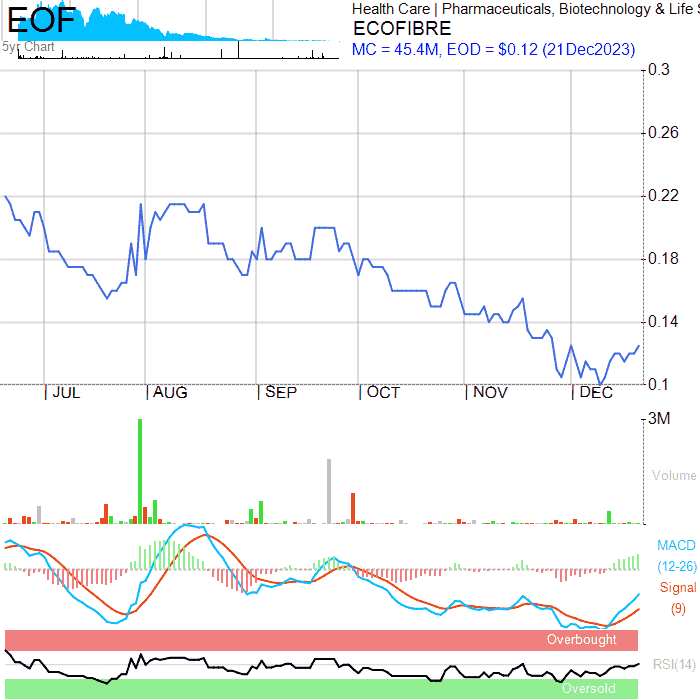 EOF
5yr Chart
Health Care | Pharmaceuticals, Biotechnology & Life S
ECOFIBRE
MC = 45.4M, EOD = $0.12 (21Dec2023)
0.3
0.26
0.22
0.18
0.14
0.1
JUL AUG SEP OCT NOV DEC
3M
Volume
MACD
(12-26)
Signal
(9)
Overbought
RSI(14)
Oversold